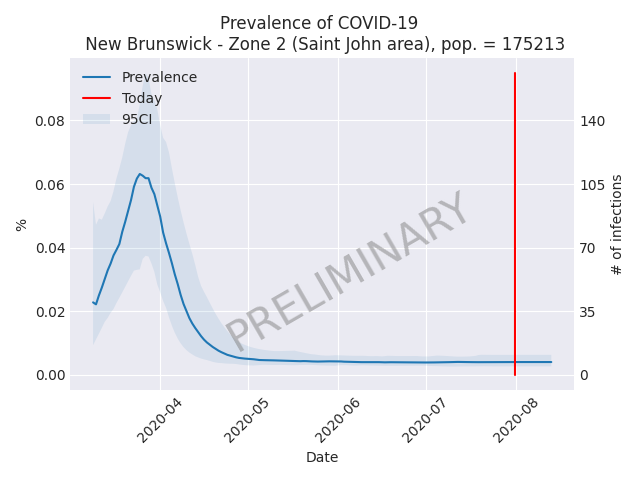 Prevalence of COVID-19
New Brunswick - Zone 2 (Saint John area), pop. = 175213
Prevalence
Today
95CI
0.08
0.06
0.04
0.02
0.00
%
140
105
70
35
0
# of infections
PRELIMINARY
2020-04
2020-05
2020-06
2020-07
2020-08
Date